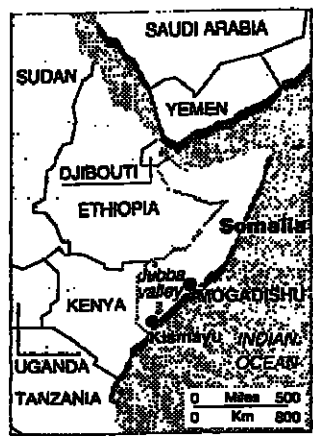 SAUDI ARABIA
SUDAN
YEMEN
DJIBOUTI
ETHIOPIA
Somalia
Jubba
valley
MOGADISHU
KENYA
Kismayu
INDIAN
OCEAN
UGANDA
TANZANIA
0 Miles 500
0 Km 800